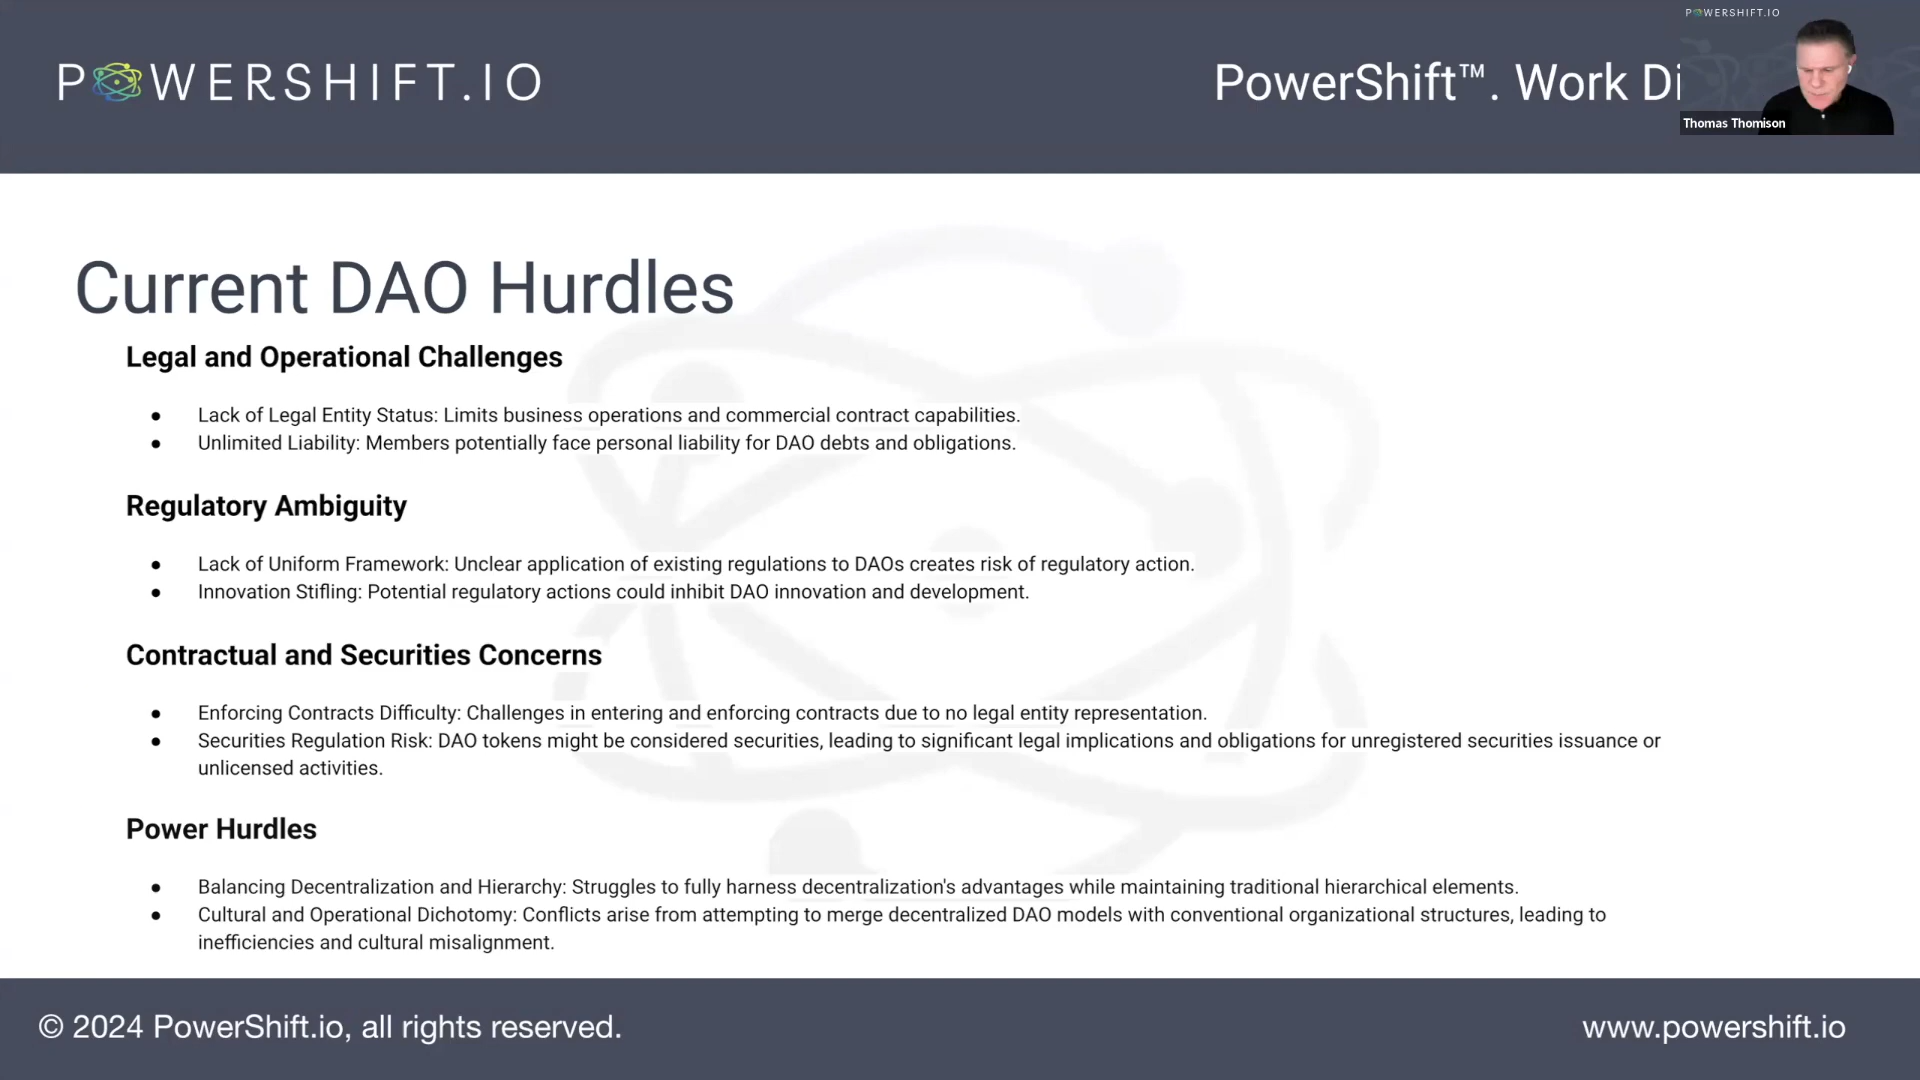 POWERSHIFT.IO
PowerShift™. Work Di
POWERSHIFT.IO
Thomas Thomison
Current DAO Hurdles
Legal and Operational Challenges
● Lack of Legal Entity Status: Limits business operations and commercial contract capabilities.
● Unlimited Liability: Members potentially face personal liability for DAO debts and obligations.
Regulatory Ambiguity
● Lack of Uniform Framework: Unclear application of existing regulations to DAOs creates risk of regulatory action.
● Innovation Stifling: Potential regulatory actions could inhibit DAO innovation and development.
Contractual and Securities Concerns
● Enforcing Contracts Difficulty: Challenges in entering and enforcing contracts due to no legal entity representation.
● Securities Regulation Risk: DAO tokens might be considered securities, leading to significant legal implications and obligations for unregistered securities issuance or
unlicensed activities.
Power Hurdles
● Balancing Decentralization and Hierarchy: Struggles to fully harness decentralization's advantages while maintaining traditional hierarchical elements.
● Cultural and Operational Dichotomy: Conflicts arise from attempting to merge decentralized DAO models with conventional organizational structures, leading to
inefficiencies and cultural misalignment.
© 2024 PowerShift.io, all rights reserved.
www.powershift.io